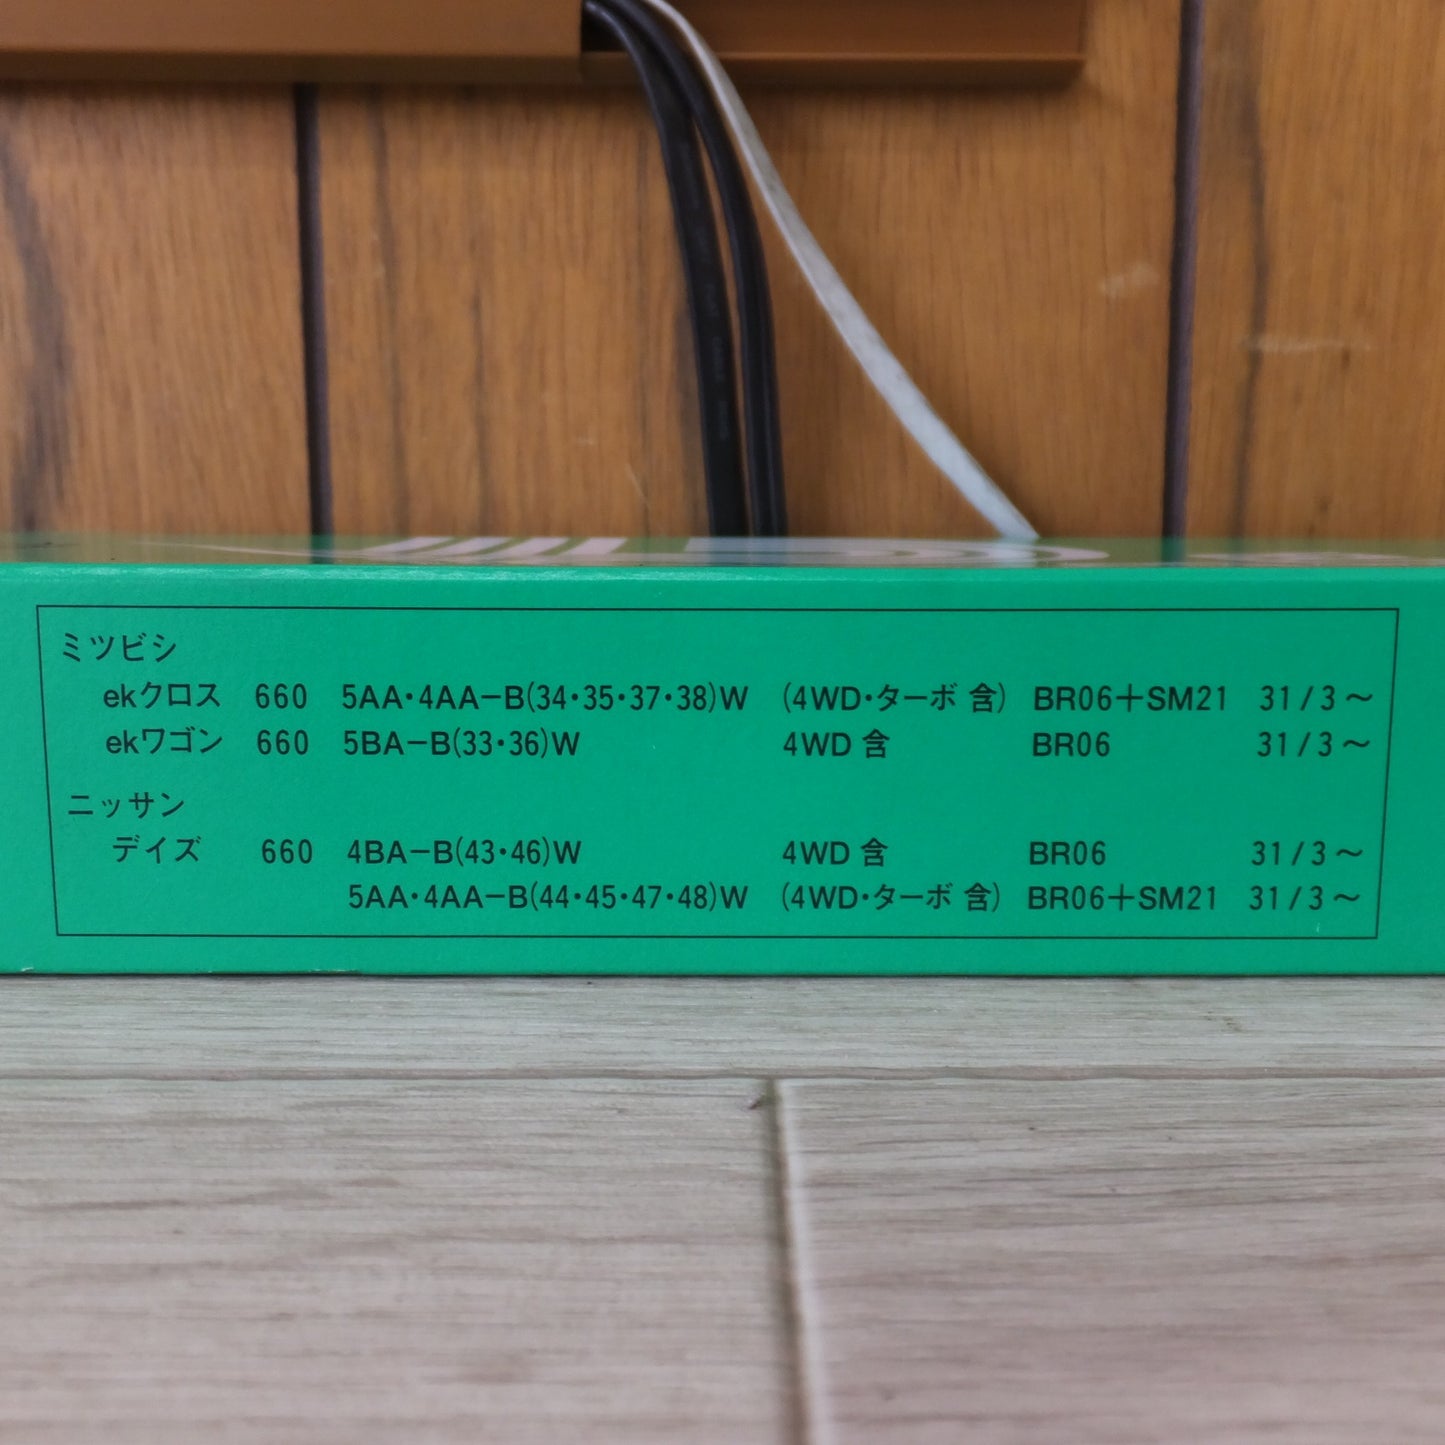 ミツビシ
ekクロス 660 5AA・4AA−B(34・35・37・38)W (4WD・ターボ 含) BR06＋SM21 31/3～
ekワゴン 660 5BA−B(33・36)W 4WD 含 BR06 31/3～
ニッサン
デイズ 660 4BA−B(43・46)W 4WD 含 BR06 31/3～
5AA・4AA−B(44・45・47・48)W (4WD・ターボ 含) BR06＋SM21 31/3～